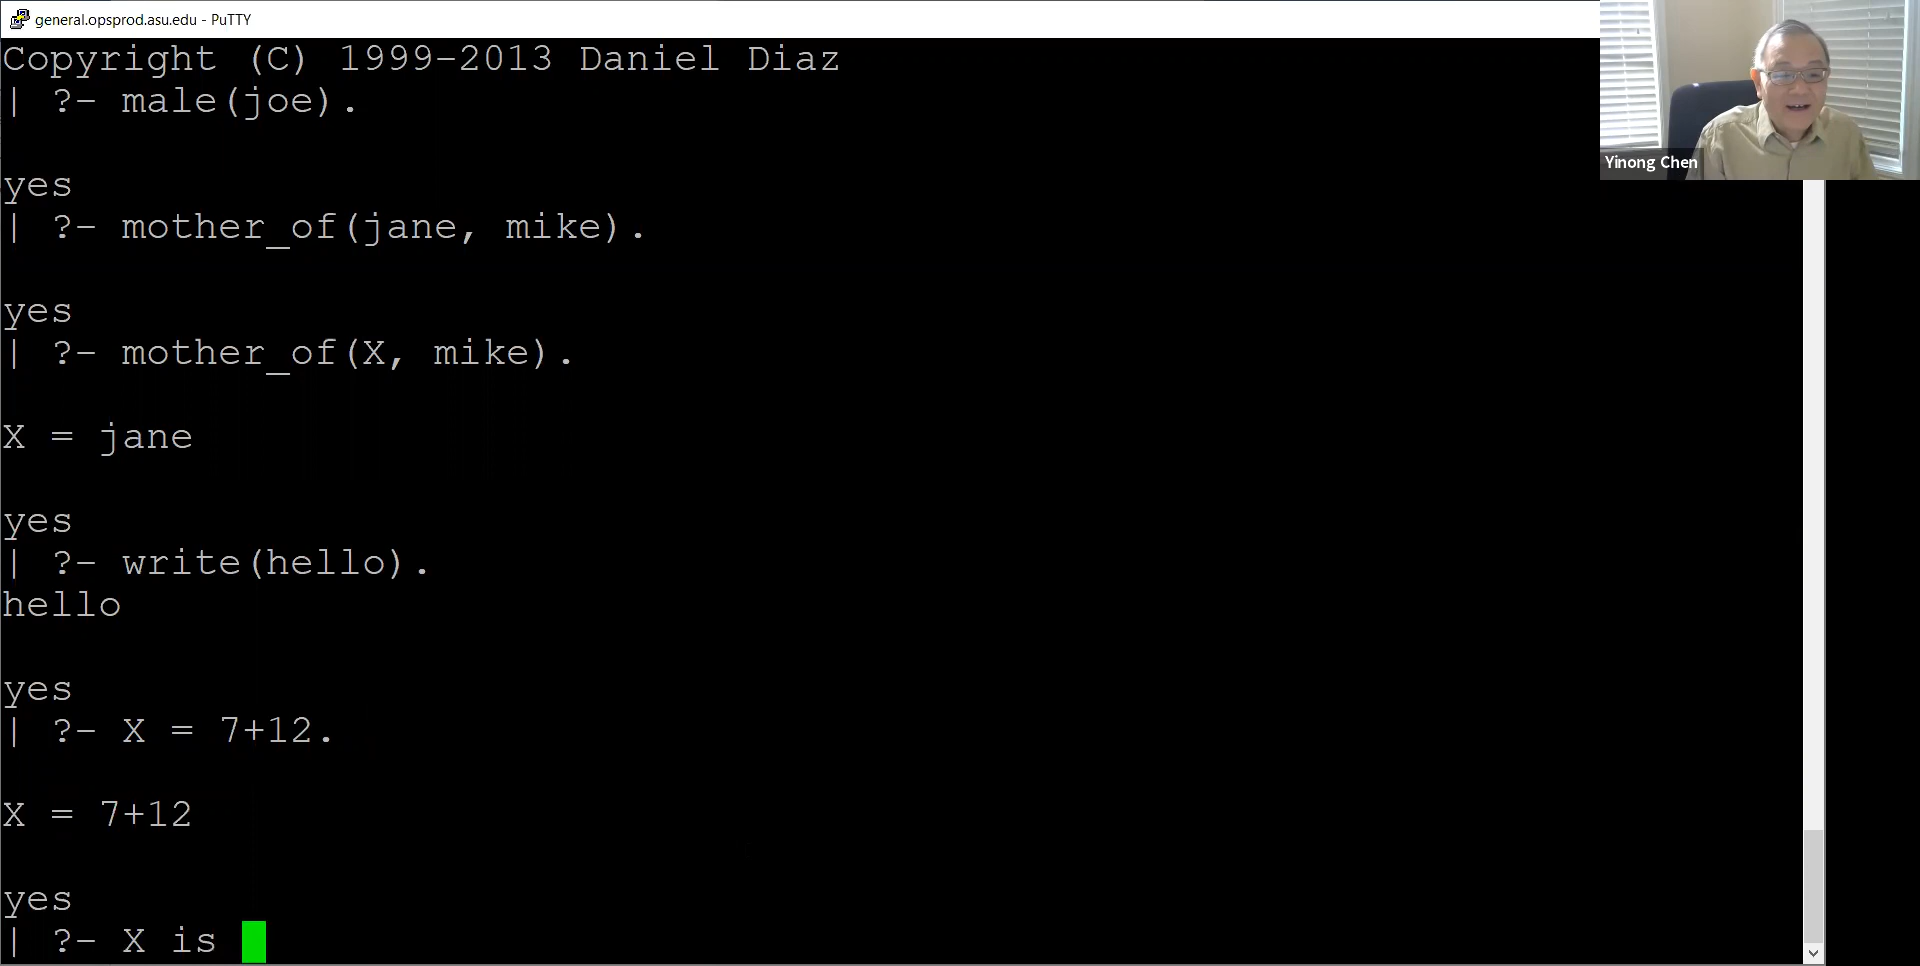 general.opsprod.asu.edu - PuTTY
Copyright (C) 1999-2013 Daniel Diaz
| ?- male(joe).
yes
| ?- mother_of(jane, mike).
yes
| ?- mother_of(X, mike).
X = jane
yes
| ?- write(hello).
hello
yes
| ?- X = 7+12.
X = 7+12
yes
| ?- X is
Yinong Chen